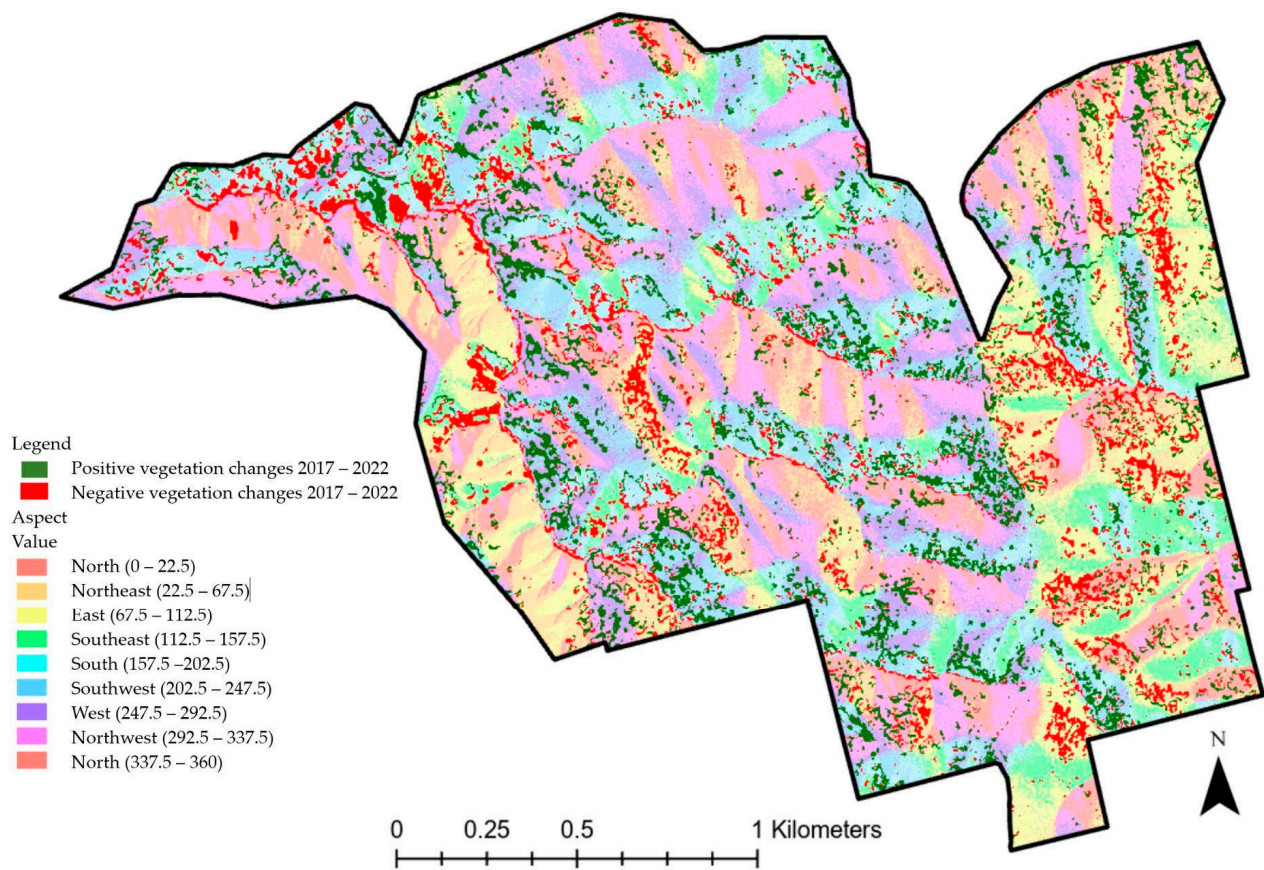 Legend
Positive vegetation changes 2017 – 2022
Negative vegetation changes 2017 – 2022
Aspect
Value
North (0 – 22.5)
Northeast (22.5 – 67.5)
East (67.5 – 112.5)
Southeast (112.5 – 157.5)
South (157.5 –202.5)
Southwest (202.5 – 247.5)
West (247.5 – 292.5)
Northwest (292.5 – 337.5)
North (337.5 – 360)
N
0 0.25 0.5 1 Kilometers